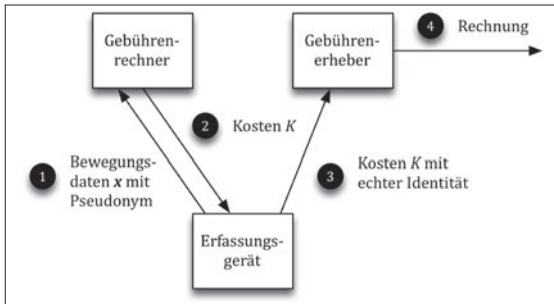 Gebühren-
rechner
Gebühren-
erheber
4 Rechnung
2 Kosten K
1 Bewegungs-
daten x mit
Pseudonym
3 Kosten K mit
echter Identität
Erfassungs-
gerät